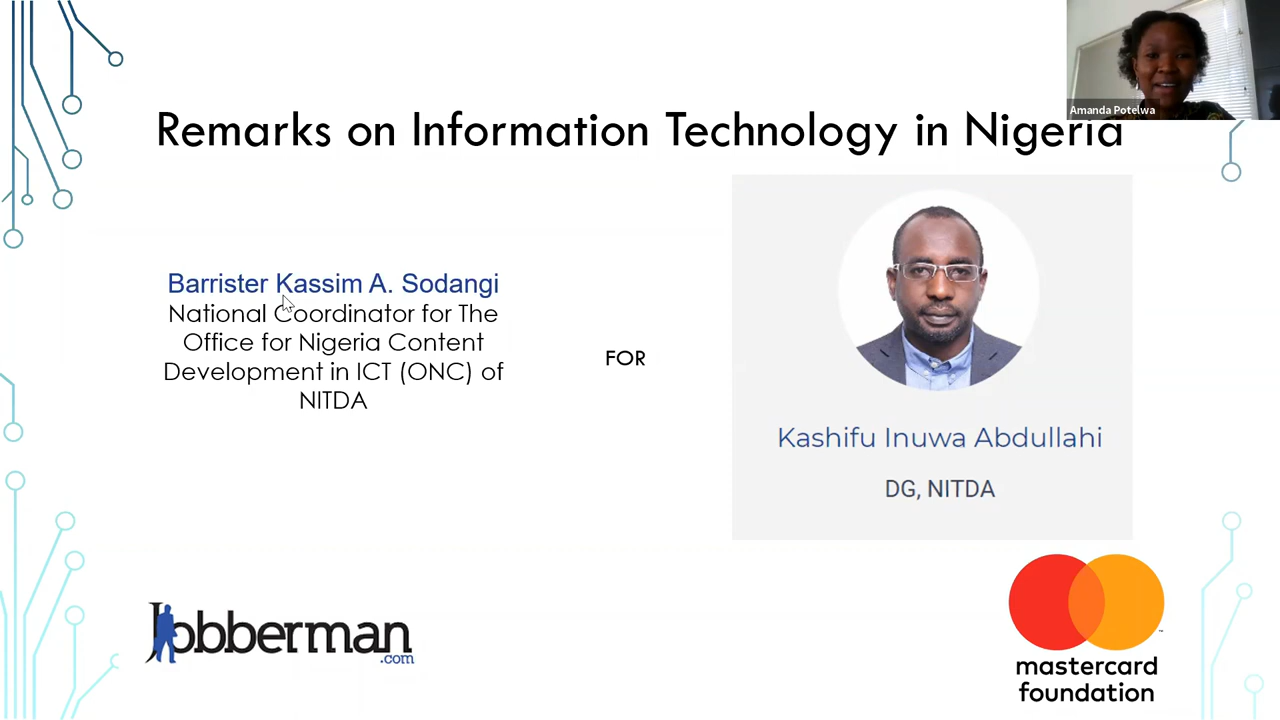 Amanda Potelwa
Remarks on Information Technology in Nigeria
Barrister Kassim A. Sodangi
National Coordinator for The
Office for Nigeria Content
Development in ICT (ONC) of
NITDA
FOR
Kashifu Inuwa Abdullahi
DG, NITDA
Jobberman
.com
mastercard
foundation